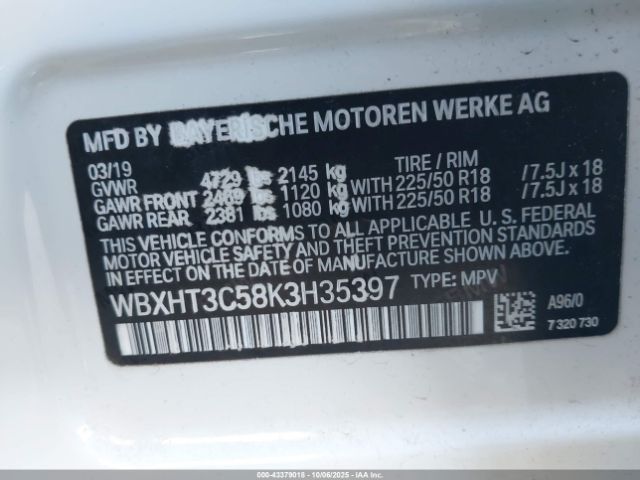 MFD BY BAYERISCHE MOTOREN WERKE AG
03/19 TIRE / RIM
GVWR 4729 lbs 2145 kg
GAWR FRONT 2469 lbs 1120 kg WITH 225/50 R18 / 7.5J x 18
GAWR REAR 2381 lbs 1080 kg WITH 225/50 R18 / 7.5J x 18
THIS VEHICLE CONFORMS TO ALL APPLICABLE U.S. FEDERAL
MOTOR VEHICLE SAFETY AND THEFT PREVENTION STANDARDS
IN EFFECT ON THE DATE OF MANUFACTURE SHOWN ABOVE.
WBXHT3C58K3H35397 TYPE: MPV
A96/0
7 320 730
000-43379018 - 10/06/2025 - IAAI.COM